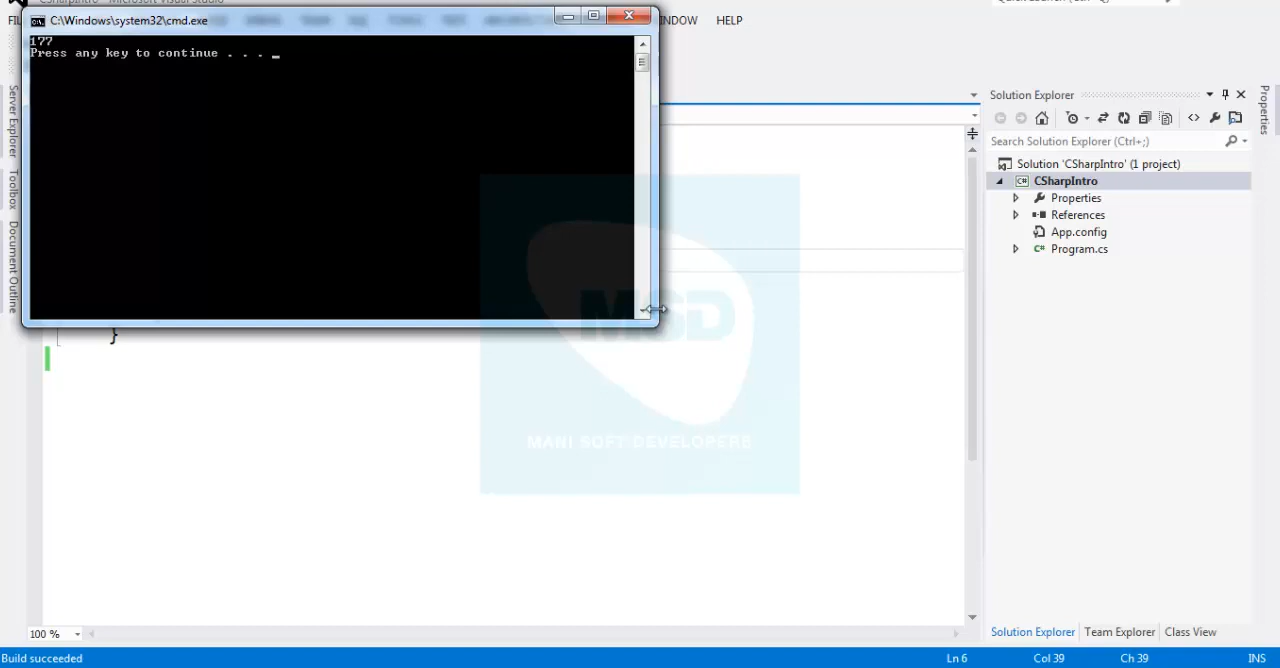 C:\Windows\system32\cmd.exe
INDOW HELP
177
Press any key to continue . . . _
Server Explorer
Toolbox
Document Outline
}
MSD
MANI SOFT DEVELOPERS
Solution Explorer
Properties
Search Solution Explorer (Ctrl+;)
Solution 'CSharpIntro' (1 project)
CSharpIntro
Properties
References
App.config
Program.cs
100 %
Solution Explorer Team Explorer Class View
Build succeeded Ln 6 Col 39 Ch 39 INS